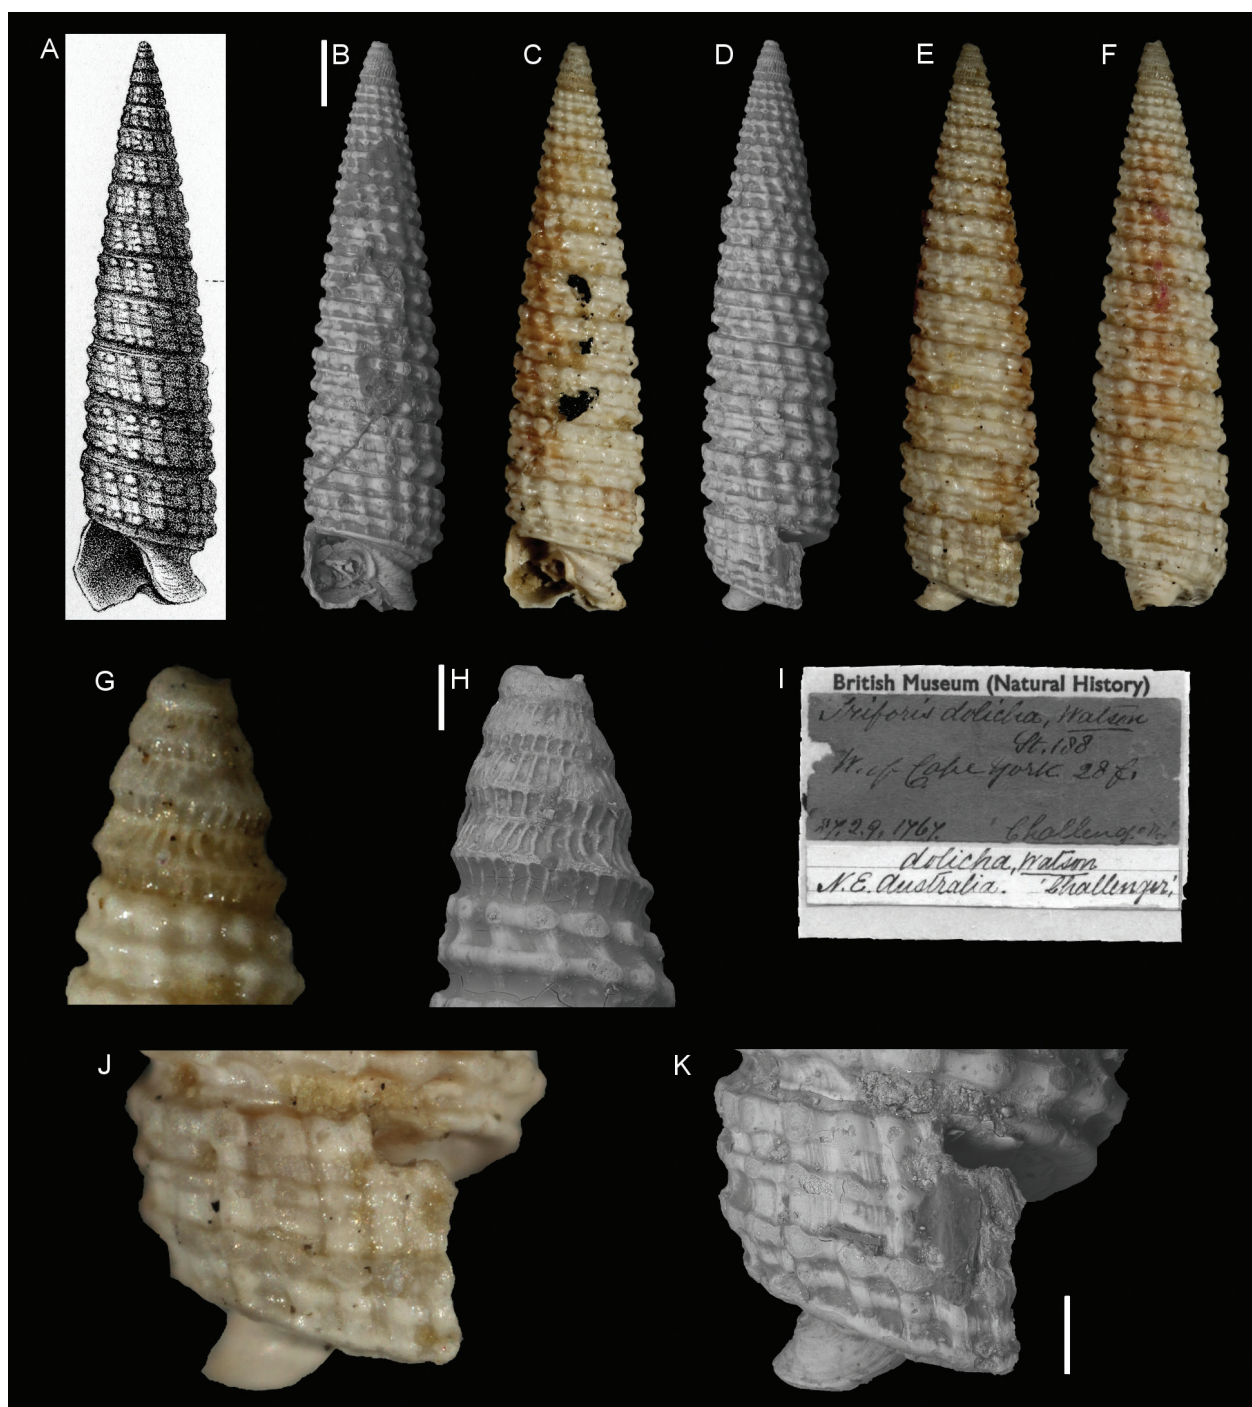 A
B
C
D
E
F
G
H
I
British Museum (Natural History)
Triforis dolicha, Watson
St. 188
W. of Cape York 28 f.
87.2.9.1767. 'Challenger'
dolicha, Watson
N.E. Australia. 'Challenger'.
J
K